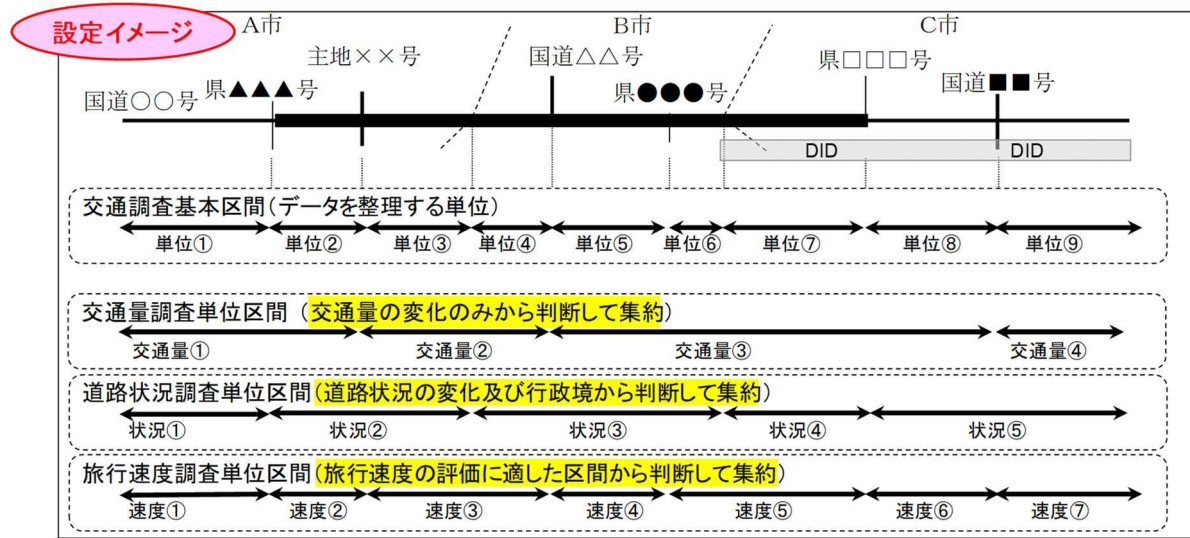 設定イメージ
A市
B市
C市
主地××号
国道△△号
県□□□号
国道○○号
県▲▲▲号
県●●●号
国道■■号
DID
DID
交通調査基本区間(データを整理する単位)
単位①
単位②
単位③
単位④
単位⑤
単位⑥
単位⑦
単位⑧
単位⑨
交通量調査単位区間 (交通量の変化のみから判断して集約)
交通量①
交通量②
交通量③
交通量④
道路状況調査単位区間(道路状況の変化及び行政境から判断して集約)
状況①
状況②
状況③
状況④
状況⑤
旅行速度調査単位区間(旅行速度の評価に適した区間から判断して集約)
速度①
速度②
速度③
速度④
速度⑤
速度⑥
速度⑦